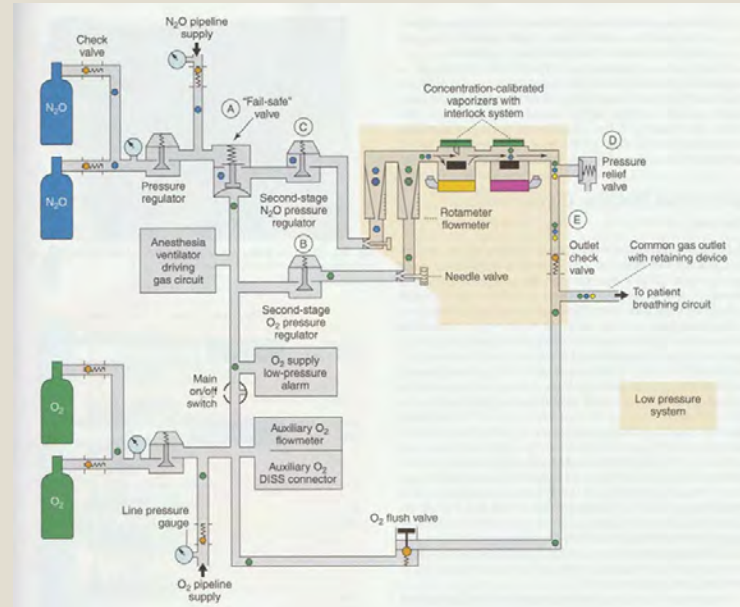 N₂O pipeline
supply
Check
valve
N₂O
N₂O
A
"Fail-safe"
valve
C
Concentration-calibrated
vaporizers with
interlock system
D
Pressure
relief
valve
Pressure
regulator
Second-stage
N₂O pressure
regulator
Rotameter
flowmeter
E
Outlet
check
valve
Common gas outlet
with retaining device
Anesthesia
ventilator
driving
gas circuit
B
Needle valve
To patient
breathing circuit
Second-stage
O₂ pressure
regulator
O₂ supply
low-pressure
alarm
Main
on/off
switch
Low pressure
system
O₂
O₂
Auxiliary O₂
flowmeter
Auxiliary O₂
DISS connector
Line pressure
gauge
O₂ flush valve
O₂ pipeline
supply